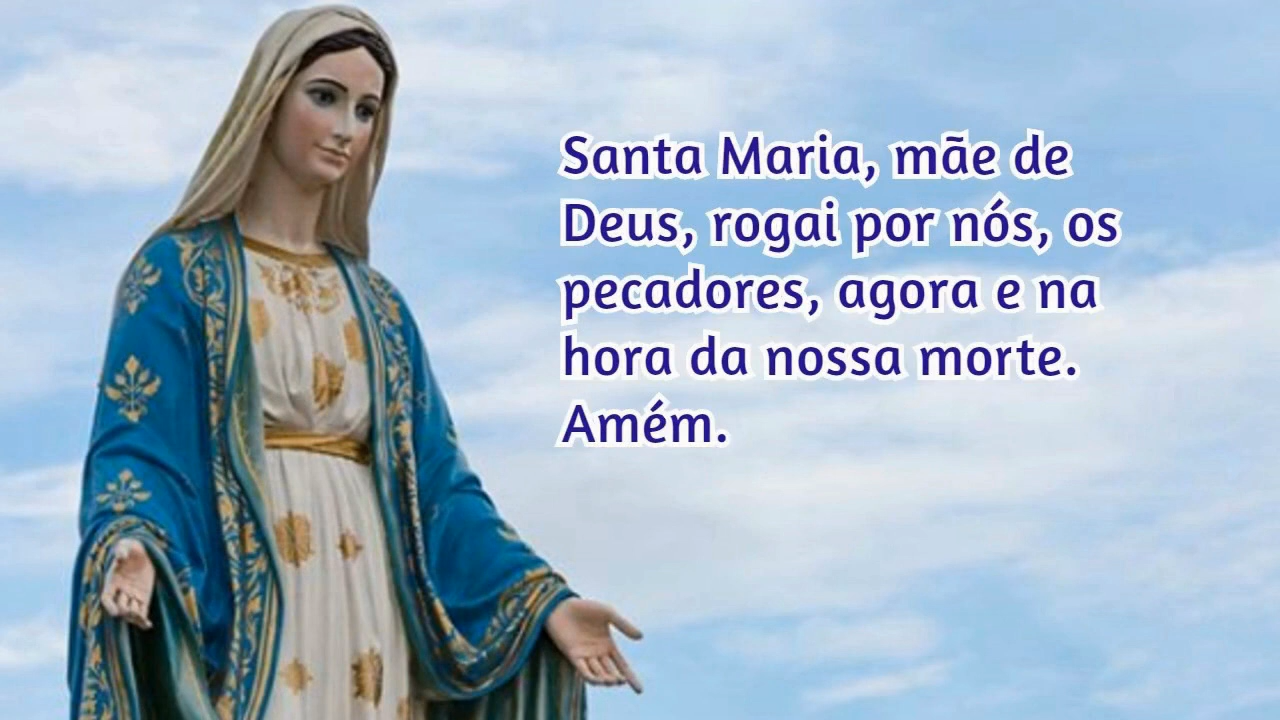 Santa Maria, mãe de
Deus, rogai por nós, os
pecadores, agora e na
hora da nossa morte.
Amém.